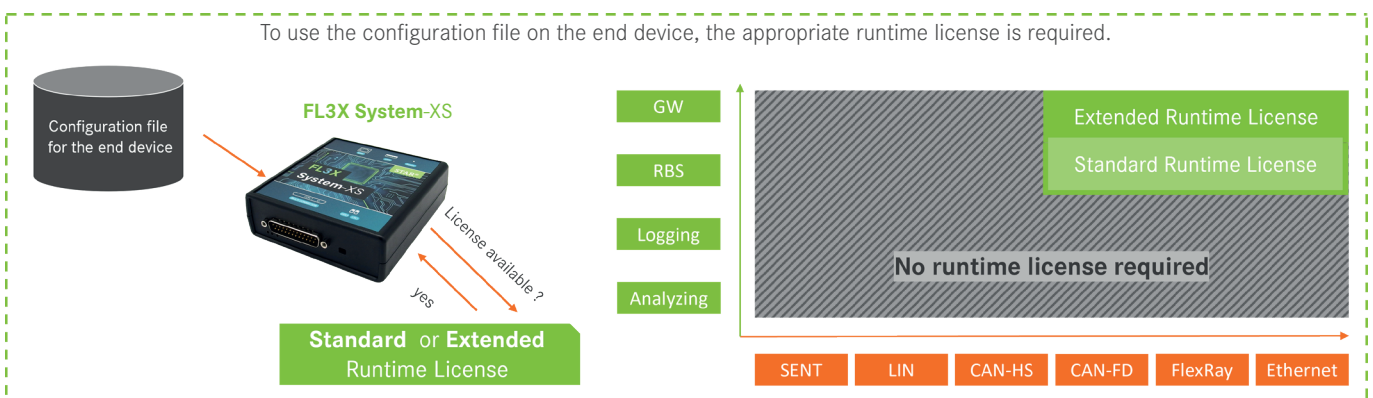 To use the configuration file on the end device, the appropriate runtime license is required.
Configuration file
for the end device
FL3X System-XS
FL3X
System-XS
START
License available ?
yes
Standard or Extended
Runtime License
GW
RBS
Logging
Analyzing
Extended Runtime License
Standard Runtime License
No runtime license required
SENT
LIN
CAN-HS
CAN-FD
FlexRay
Ethernet